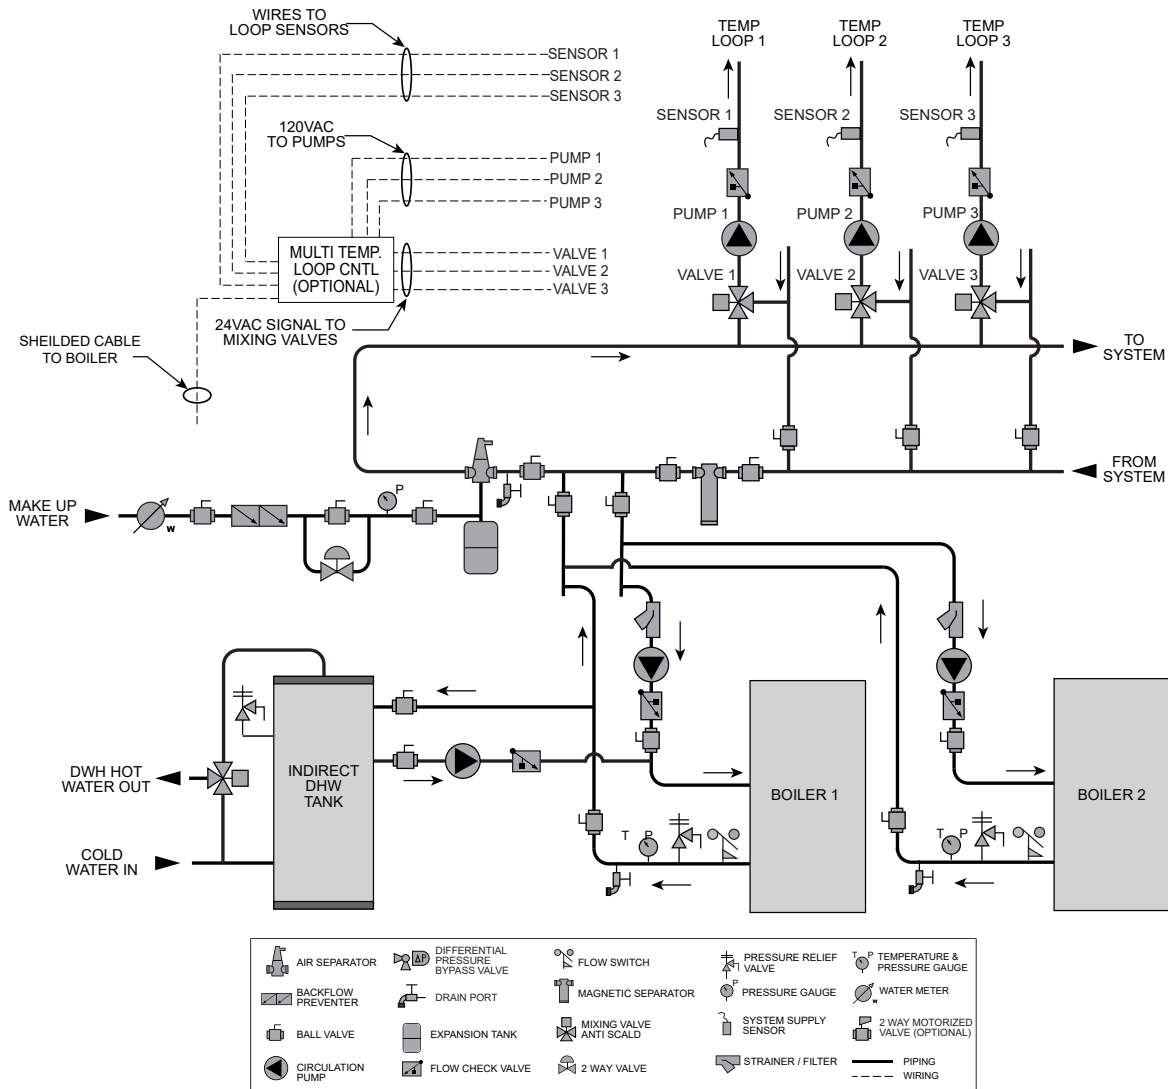 WIRES TO
LOOP SENSORS
SENSOR 1
SENSOR 2
SENSOR 3
120VAC
TO PUMPS
PUMP 1
PUMP 2
PUMP 3
MULTI TEMP.
LOOP CNTL
(OPTIONAL)
VALVE 1
VALVE 2
VALVE 3
24VAC SIGNAL TO
MIXING VALVES
SHEILDED CABLE
TO BOILER
TEMP
LOOP 1
TEMP
LOOP 2
TEMP
LOOP 3
SENSOR 1
SENSOR 2
SENSOR 3
PUMP 1
PUMP 2
PUMP 3
VALVE 1
VALVE 2
VALVE 3
TO
SYSTEM
FROM
SYSTEM
MAKE UP
WATER
W
P
INDIRECT
DHW
TANK
DWH HOT
WATER OUT
COLD
WATER IN
BOILER 1
T P
BOILER 2
T P
AIR SEPARATOR
BACKFLOW
PREVENTER
BALL VALVE
CIRCULATION
PUMP
ΔP
DIFFERENTIAL
PRESSURE
BYPASS VALVE
DRAIN PORT
EXPANSION TANK
FLOW CHECK VALVE
FLOW SWITCH
MAGNETIC SEPARATOR
MIXING VALVE
ANTI SCALD
2 WAY VALVE
PRESSURE RELIEF
VALVE
P
PRESSURE GAUGE
SYSTEM SUPPLY
SENSOR
STRAINER / FILTER
T P
TEMPERATURE &
PRESSURE GAUGE
W
WATER METER
2 WAY MOTORIZED
VALVE (OPTIONAL)
PIPING
WIRING